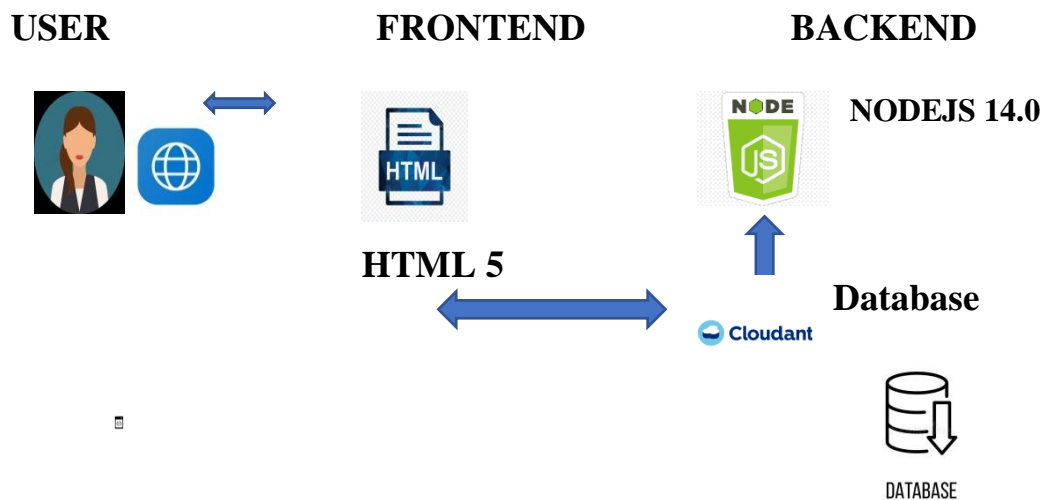 USER
FRONTEND
BACKEND
NODE
JS
NODEJS 14.0
HTML
HTML 5
Database
Cloudant
DATABASE